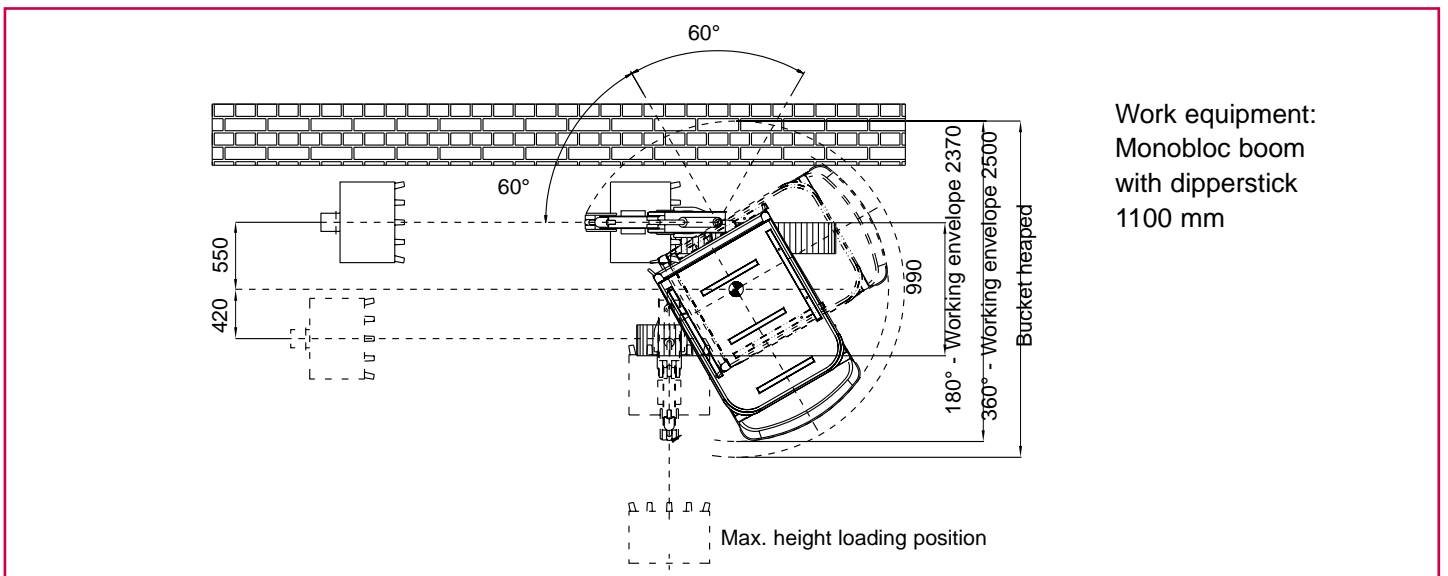 60°
Work equipment:
Monobloc boom
with dipperstick
1100 mm
60°
550
420
990
180° - Working envelope 2370
360° - Working envelope 2500
Bucket heaped
Max. height loading position